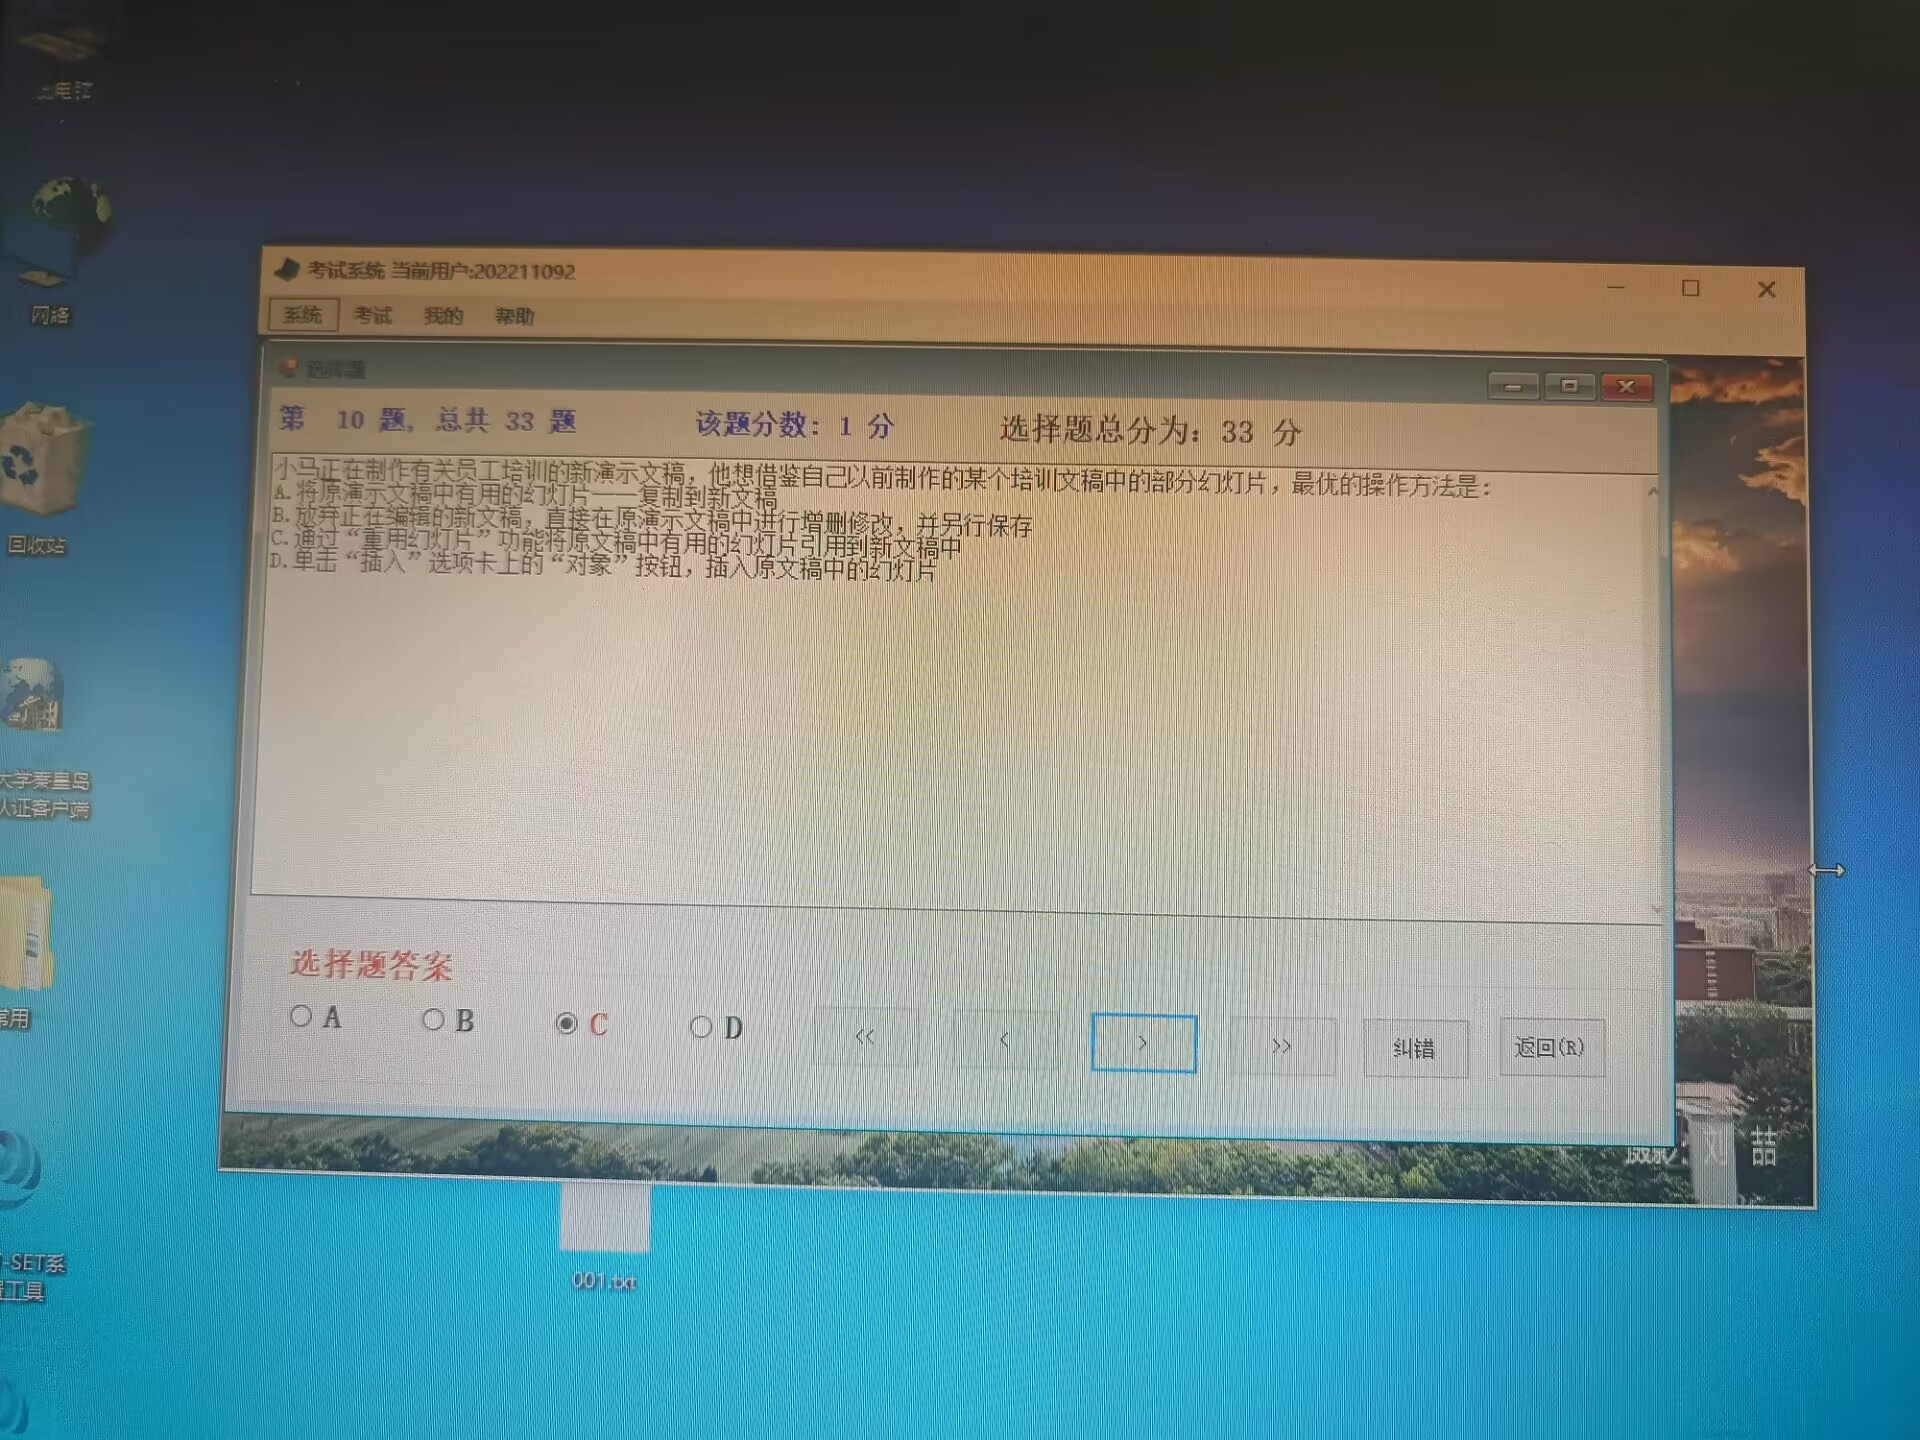 网络
回收站
大学秦皇岛
认证客户端
常用
-SET系
工具
考试系统 当前用户:202211092
系统 考试 我的 帮助
选择题
第 10 题, 总共 33 题 该题分数: 1 分 选择题总分为: 33 分
小马正在制作有关员工培训的新演示文稿，他想借鉴自己以前制作的某个培训文稿中的部分幻灯片，最优的操作方法是：
A.将原演示文稿中有用的幻灯片一一复制到新文稿
B.放弃正在编辑的新文稿，直接在原演示文稿中进行增删修改，并另行保存
C.通过“重用幻灯片”功能将原文稿中有用的幻灯片引用到新文稿中
D.单击“插入”选项卡上的“对象”按钮，插入原文稿中的幻灯片
选择题答案
A B C D << < > >> 纠错 返回(R)
摄影: 刘 喆
001.txt